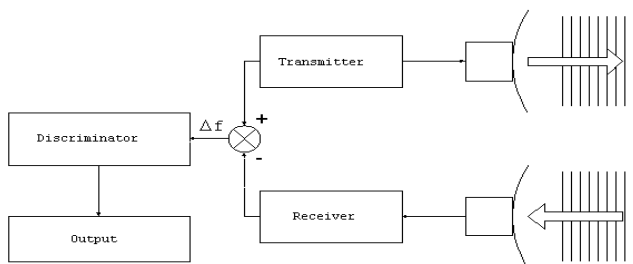 Transmitter
+
Δf
Discriminator
-
Receiver
Output